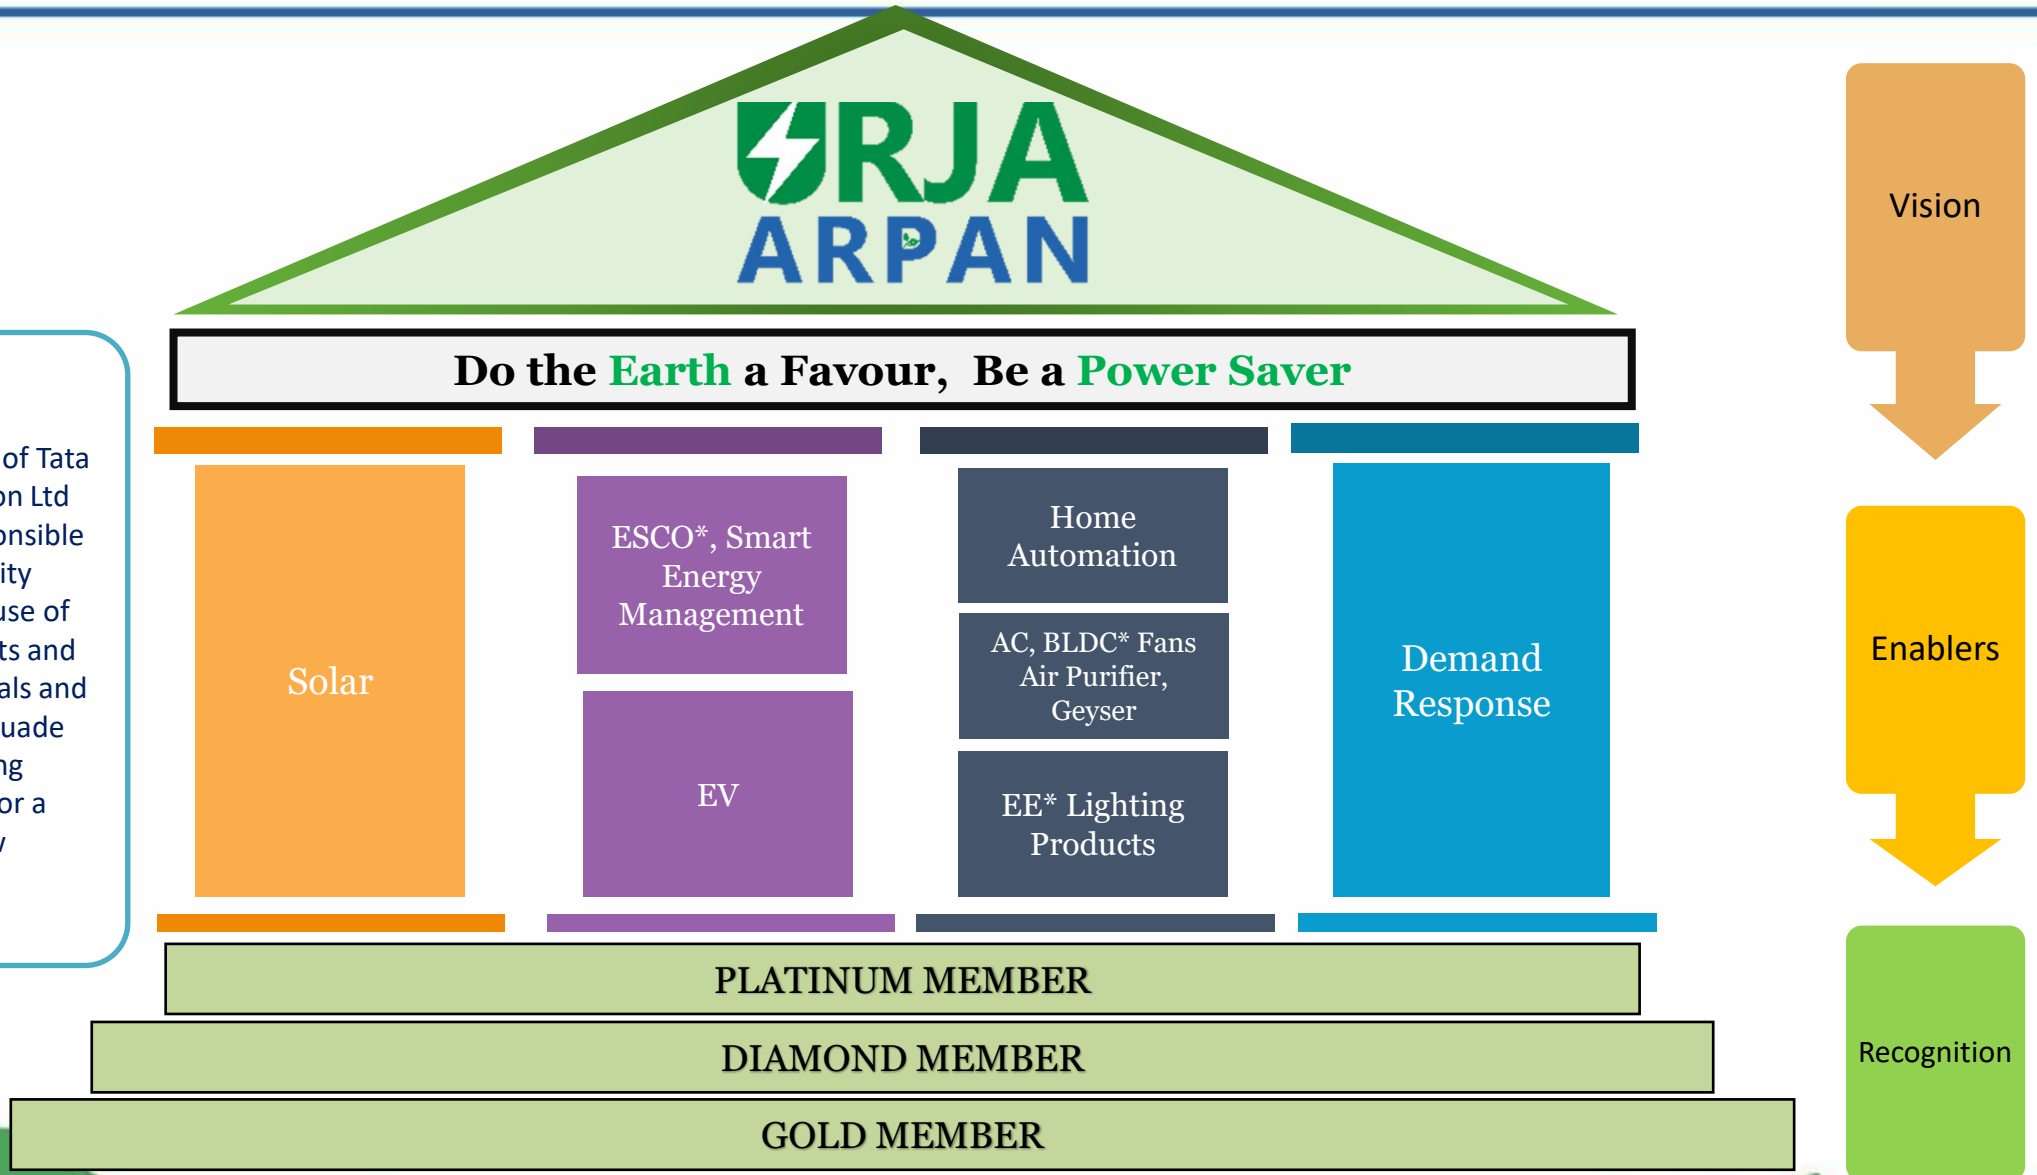 URJA
ARPAN
Do the Earth a Favour, Be a Power Saver
of Tata
on Ltd
onsible
ity
use of
ts and
als and
uade
ng
or a
Solar
ESCO*, Smart
Energy
Management
EV
Home
Automation
AC, BLDC* Fans
Air Purifier,
Geyser
EE* Lighting
Products
Demand
Response
PLATINUM MEMBER
DIAMOND MEMBER
GOLD MEMBER
Vision
Enablers
Recognition